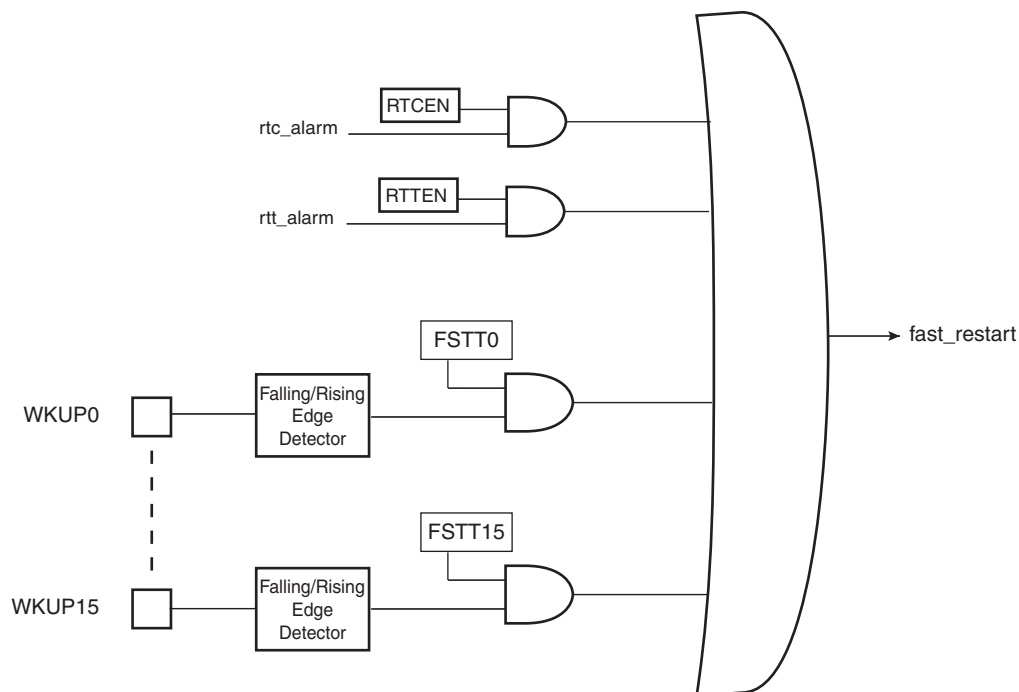 RTCEN
rtc_alarm
RTTEN
rtt_alarm
fast_restart
FSTT0
WKUP0
Falling/Rising
Edge
Detector
FSTT15
WKUP15
Falling/Rising
Edge
Detector